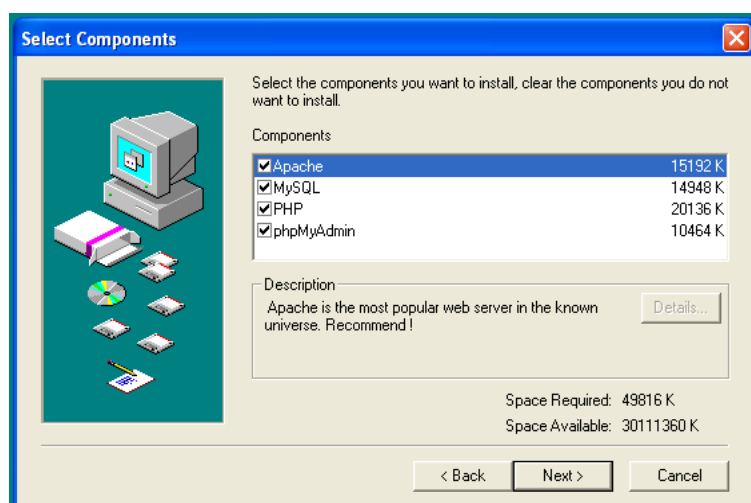 Select Components
Select the components you want to install, clear the components you do not
want to install.
Components
Apache 15192 K
MySQL 14948 K
PHP 20136 K
phpMyAdmin 10464 K
Description
Apache is the most popular web server in the known
universe. Recommend !
Details...
Space Required: 49816 K
Space Available: 30111360 K
< Back Next > Cancel